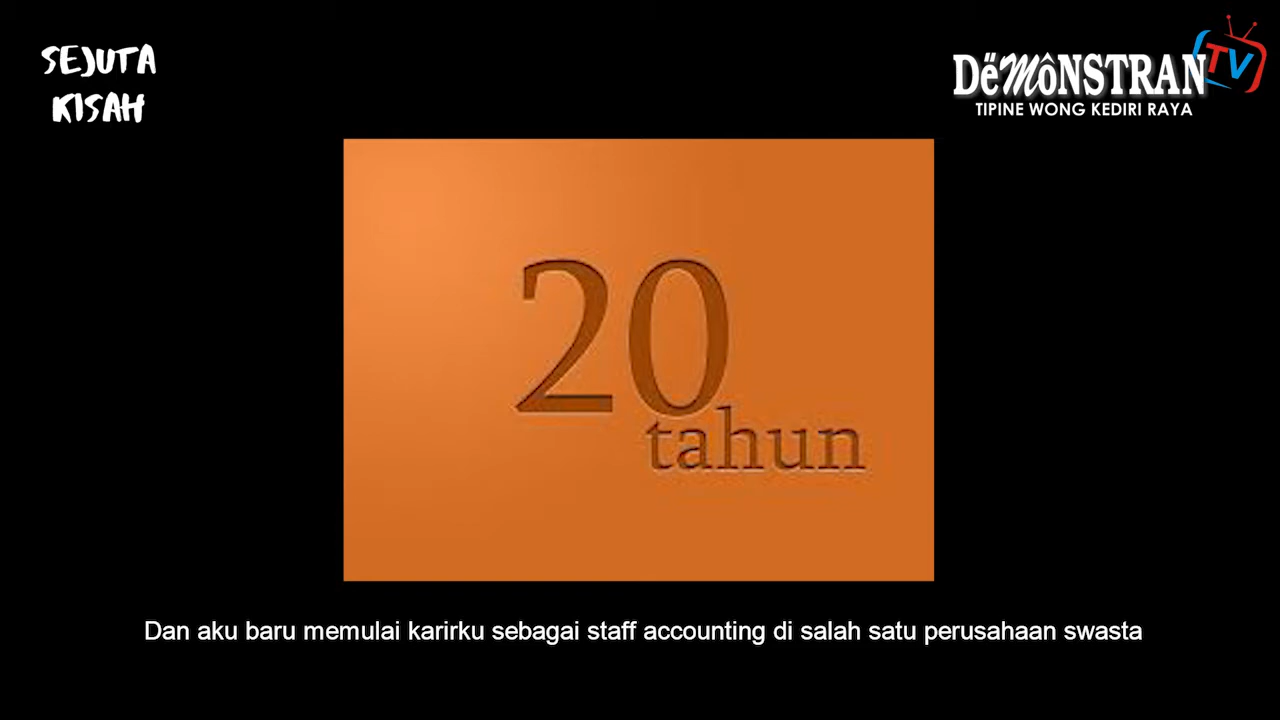 SEJUTA
KISAH
DëmôNSTRAN TV
TIPINE WONG KEDIRI RAYA
20
tahun
Dan aku baru memulai karirku sebagai staff accounting di salah satu perusahaan swasta